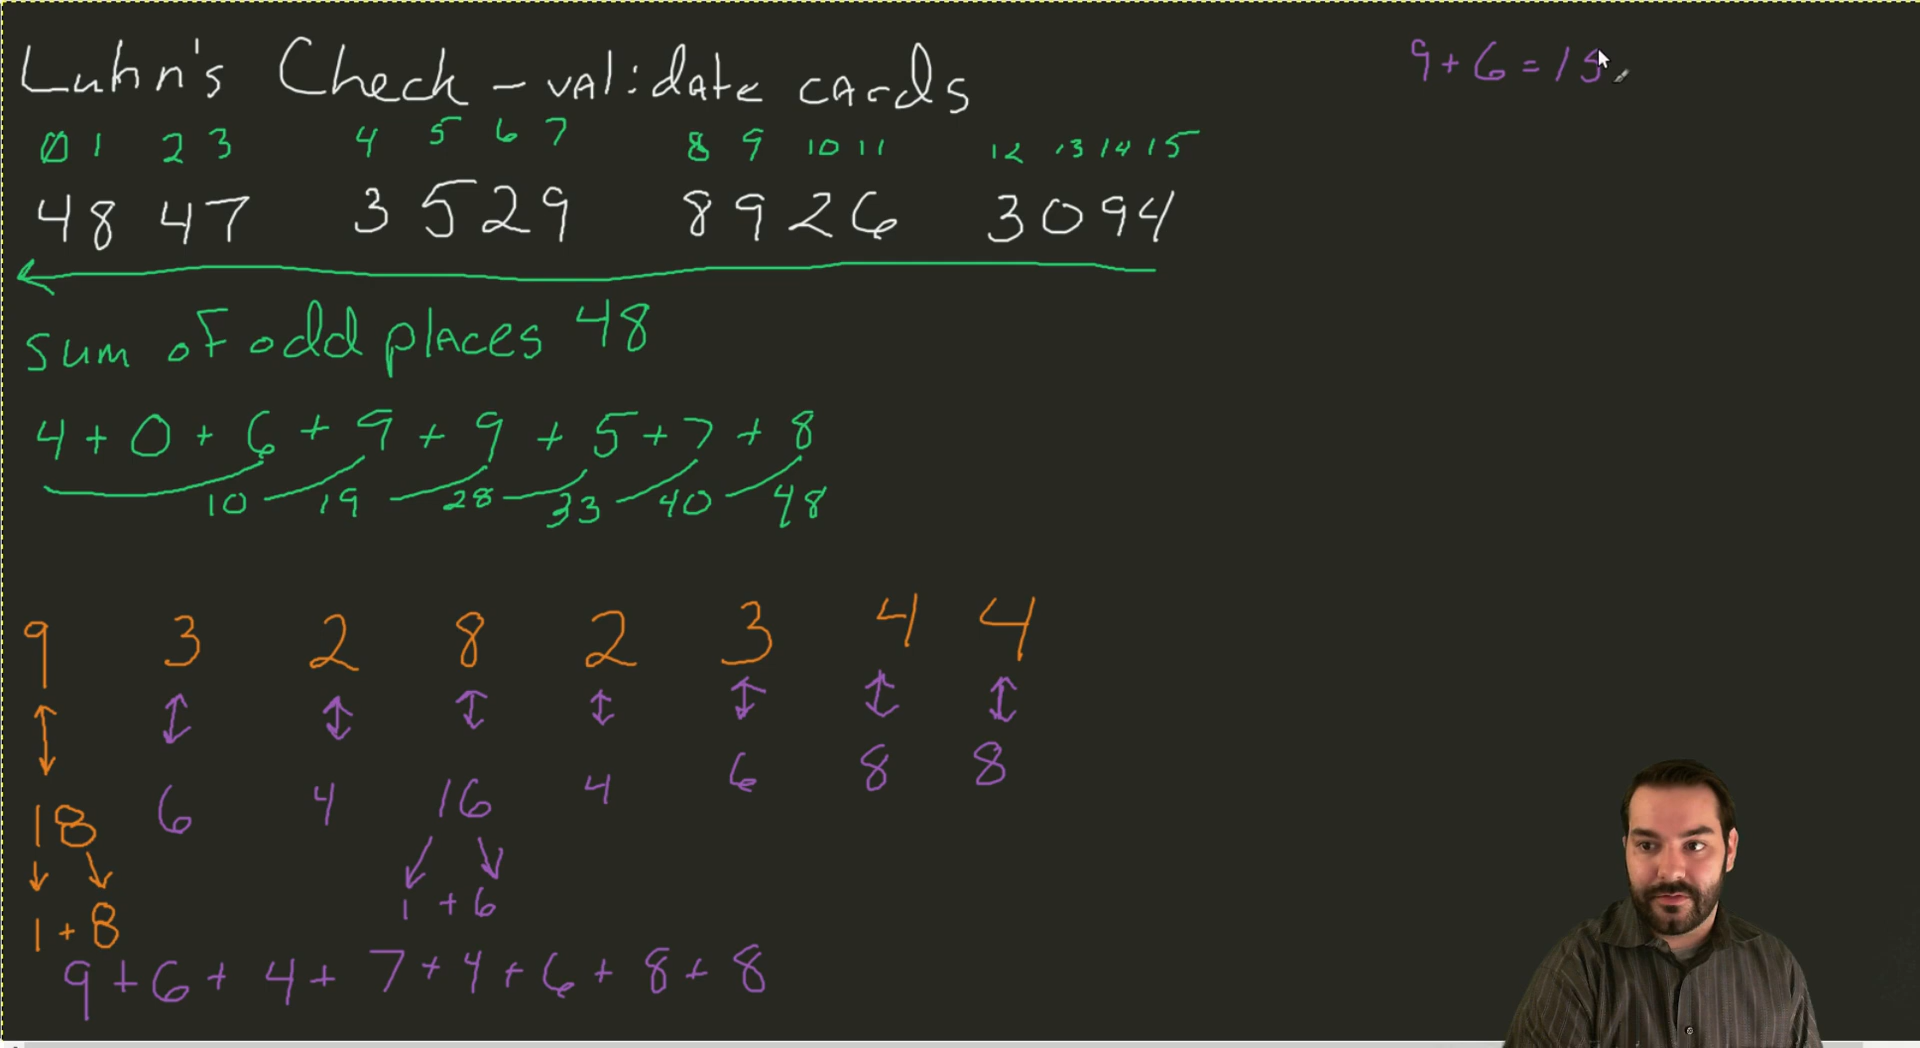 Luhn's Check - validate cards
9+6=15
0 1 2 3 4 5 6 7 8 9 10 11 12 13 14 15
48 47 3529 8926 3094
sum of odd places 48
4 + 0 + 6 + 9 + 9 + 5 + 7 + 8
10 19 28 33 40 48
9 3 2 8 2 3 4 4
18 6 4 16 4 6 8 8
1 + 8 1 + 6
9 + 6 + 4 + 7 + 4 + 6 + 8 + 8